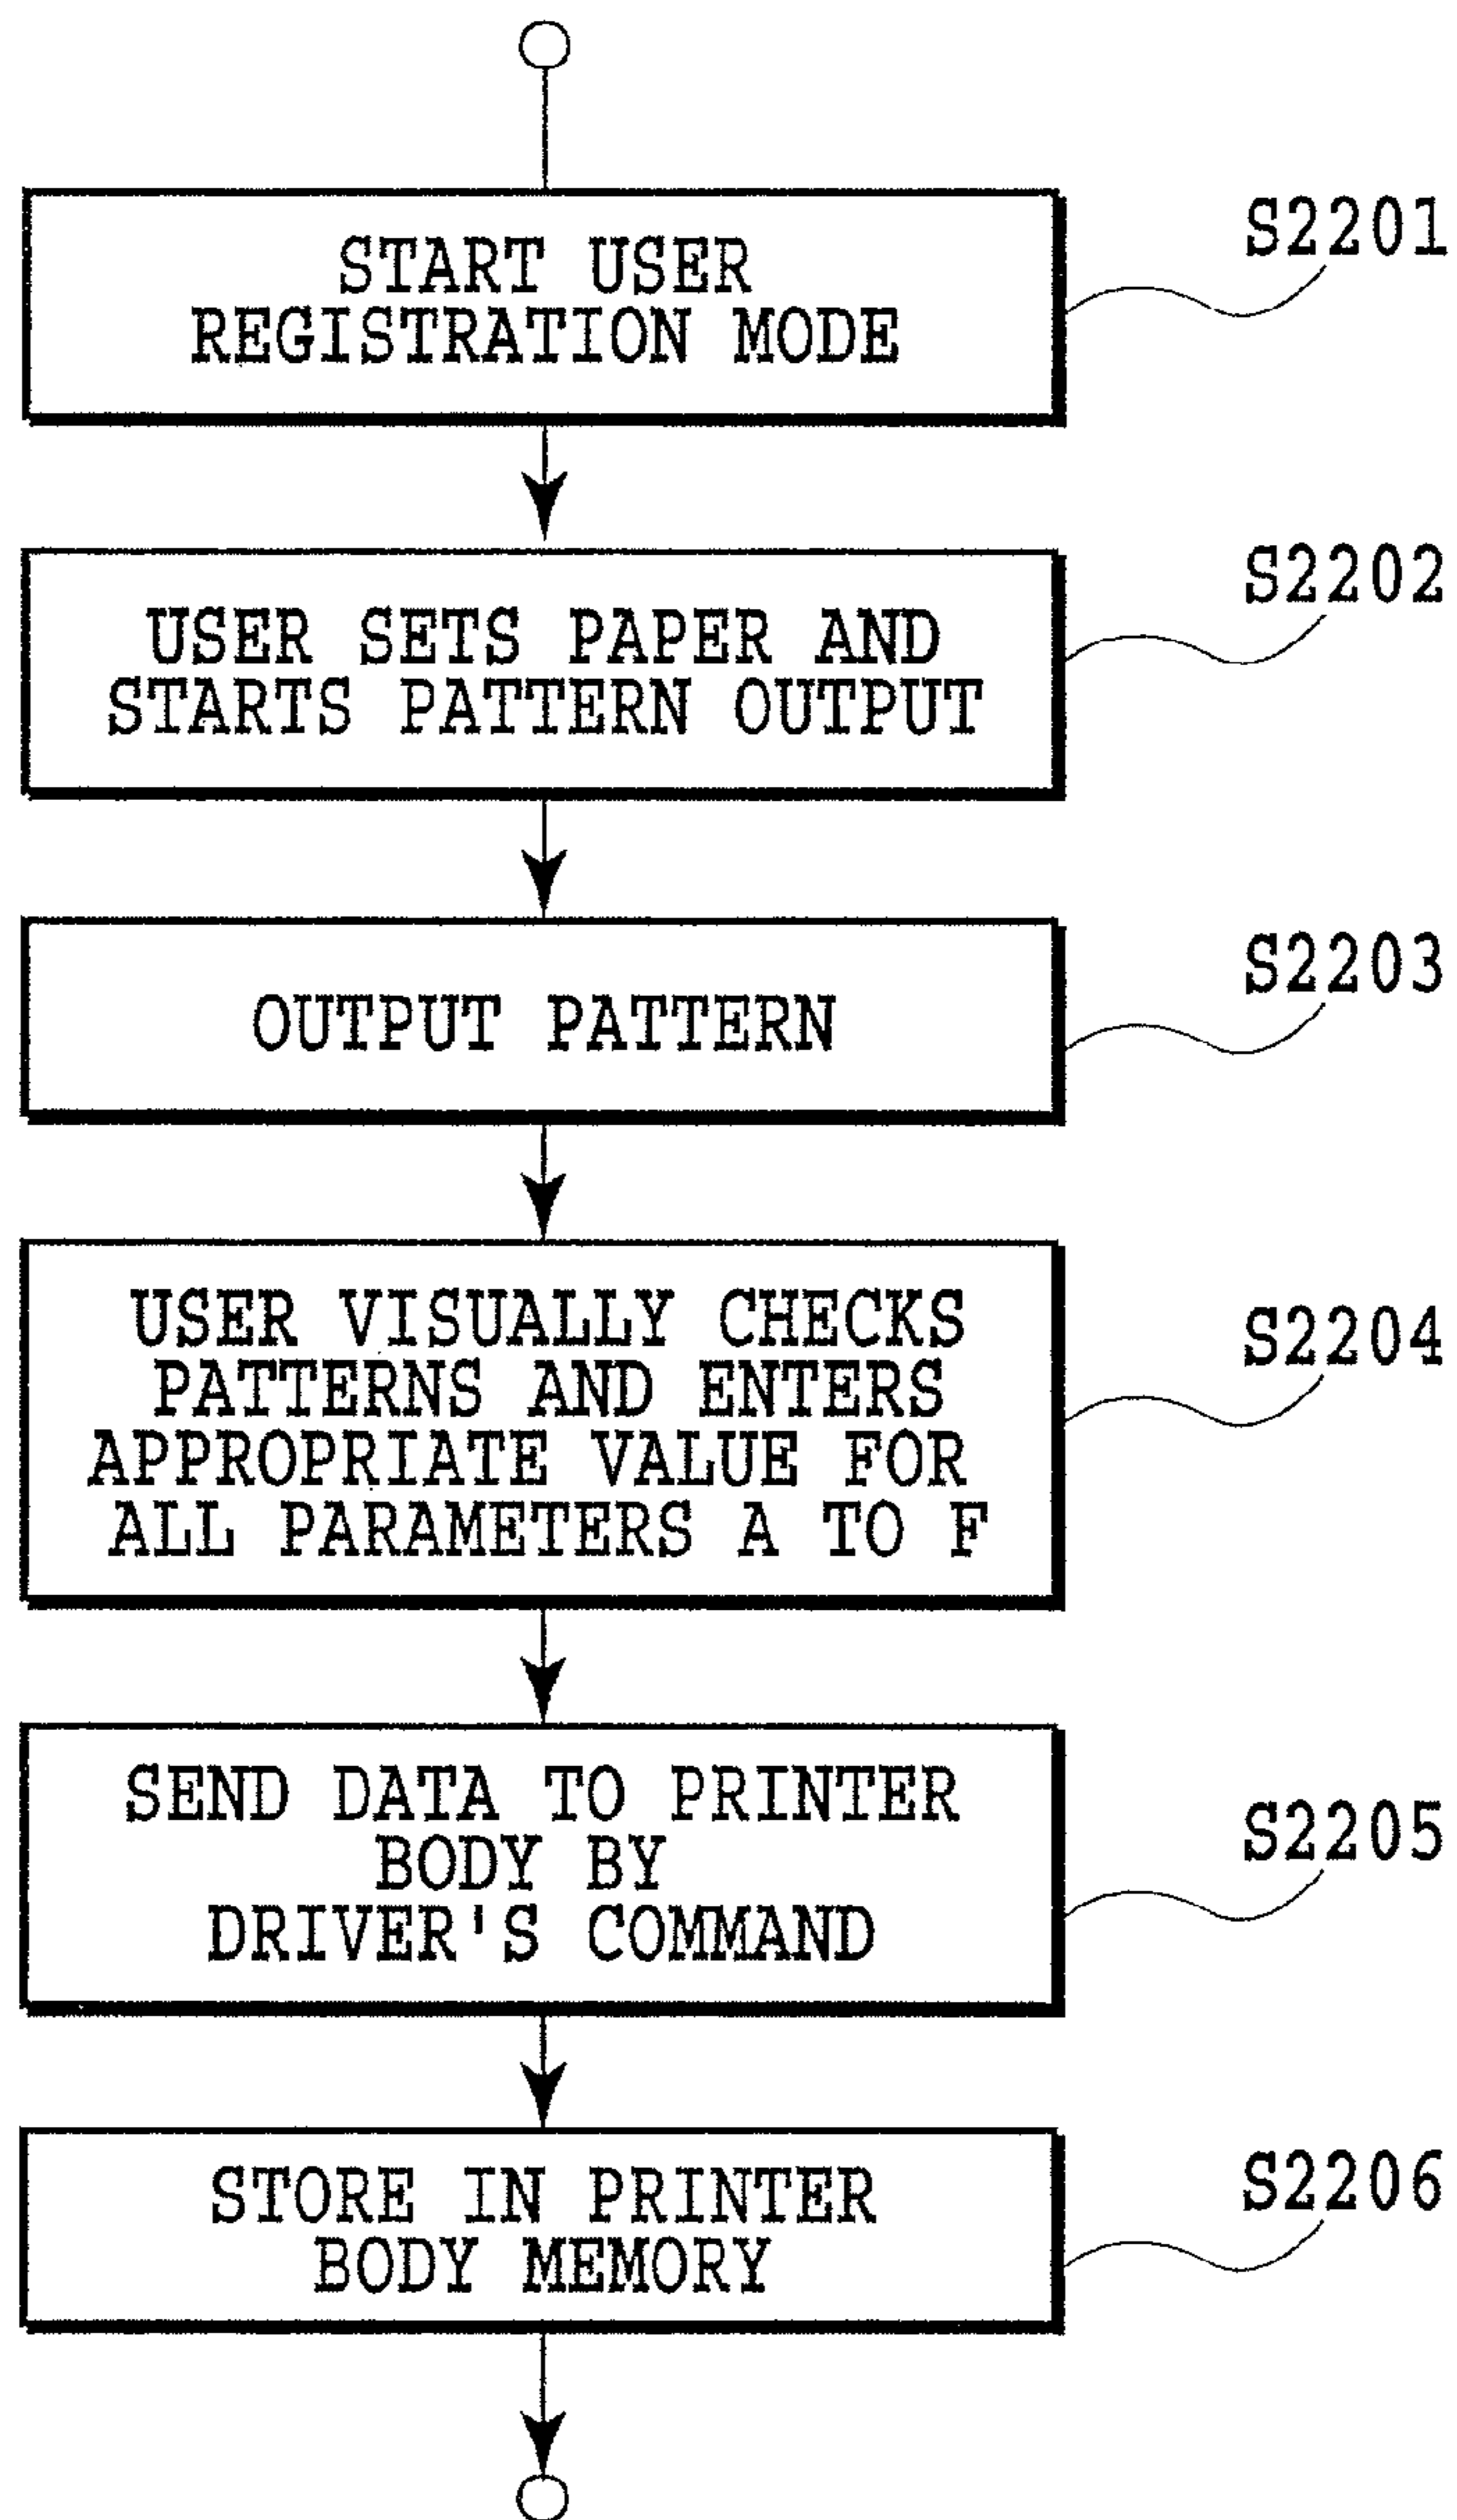 START USER
REGISTRATION MODE
S2201
USER SETS PAPER AND
STARTS PATTERN OUTPUT
S2202
OUTPUT PATTERN
S2203
USER VISUALLY CHECKS
PATTERNS AND ENTERS
APPROPRIATE VALUE FOR
ALL PARAMETERS A TO F
S2204
SEND DATA TO PRINTER
BODY BY
DRIVER'S COMMAND
S2205
STORE IN PRINTER
BODY MEMORY
S2206